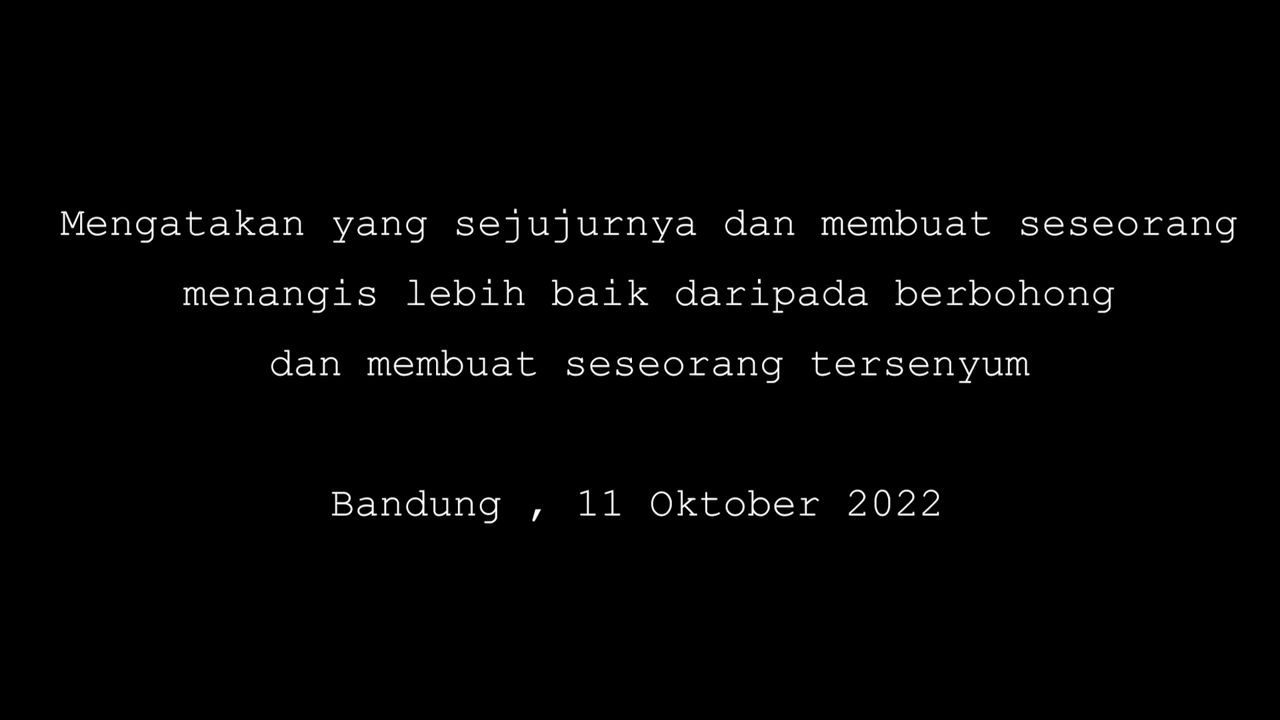 Mengatakan yang sejujurnya dan membuat seseorang
menangis lebih baik daripada berbohong
dan membuat seseorang tersenyum
Bandung , 11 Oktober 2022